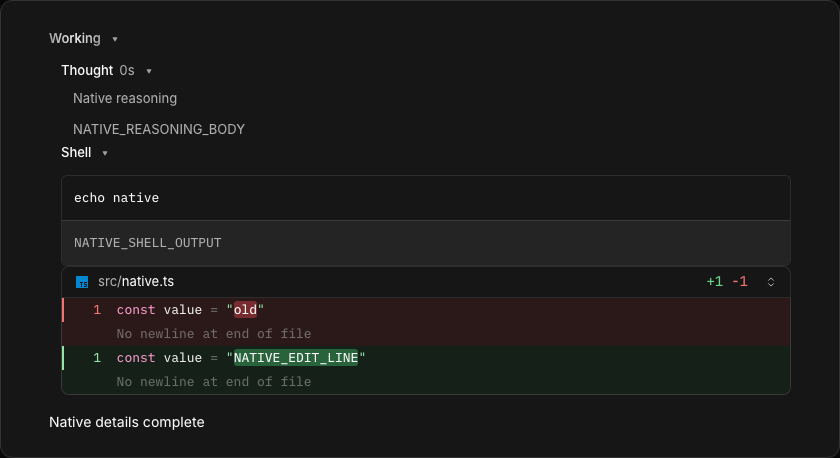 Working
Thought 0s
Native reasoning
NATIVE_REASONING_BODY
Shell
echo native
NATIVE_SHELL_OUTPUT
TS src/native.ts +1 -1
1 const value = "old"
No newline at end of file
1 const value = "NATIVE_EDIT_LINE"
No newline at end of file
Native details complete